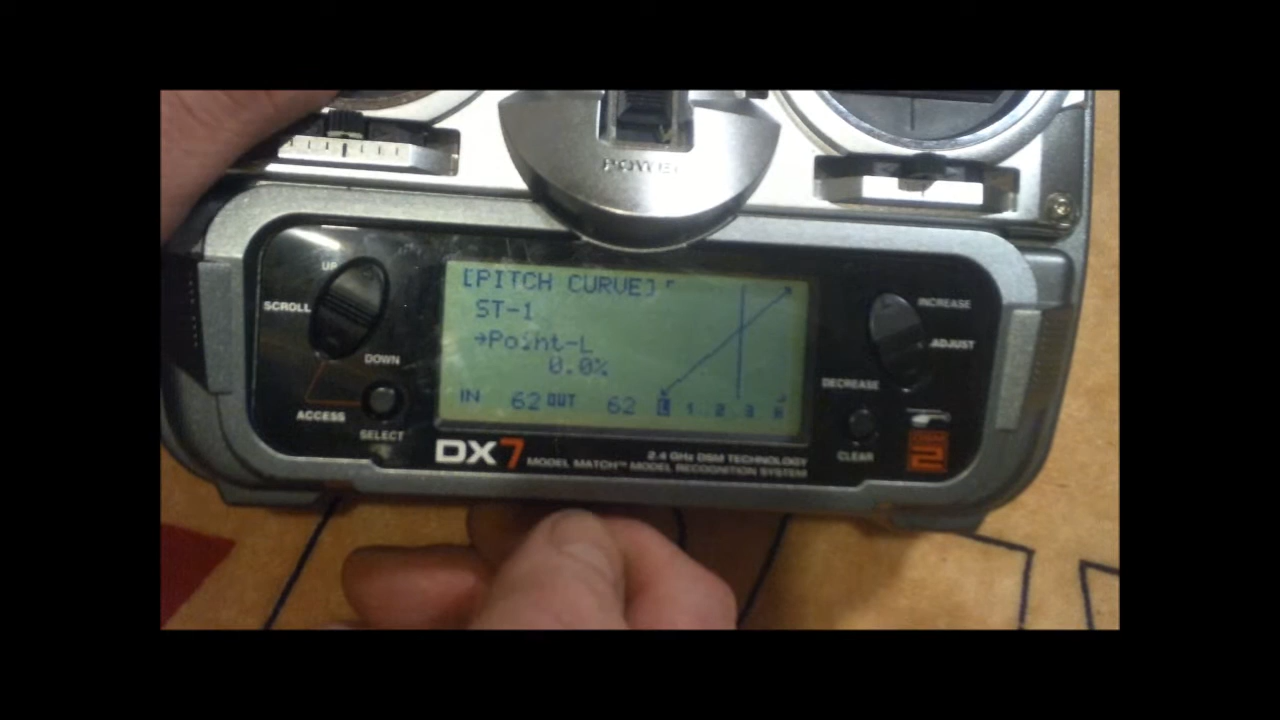 POWER
UP
SCROLL
DOWN
ACCESS
SELECT
[PITCH CURVE]
ST-1
→Point-L
0.0%
IN 62 OUT 62 L 1 2 3 H
INCREASE
ADJUST
DECREASE
CLEAR
DSM
2
DX7
2.4 GHz DSM TECHNOLOGY
MODEL MATCH™ MODEL RECOGNITION SYSTEM